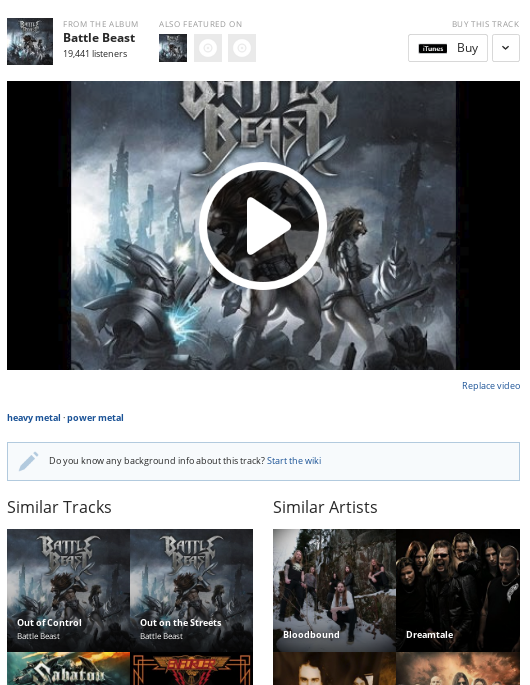 FROM THE ALBUM
Battle Beast
19,441 listeners
ALSO FEATURED ON
BUY THIS TRACK
iTunes Buy
BATTLE
BEAST
Replace video
heavy metal · power metal
Do you know any background info about this track? Start the wiki
Similar Tracks
Similar Artists
BATTLE
BEAST
Out of Control
Battle Beast
BATTLE
BEAST
Out on the Streets
Battle Beast
Bloodbound
Dreamtale
Sabaton
ENFORCER